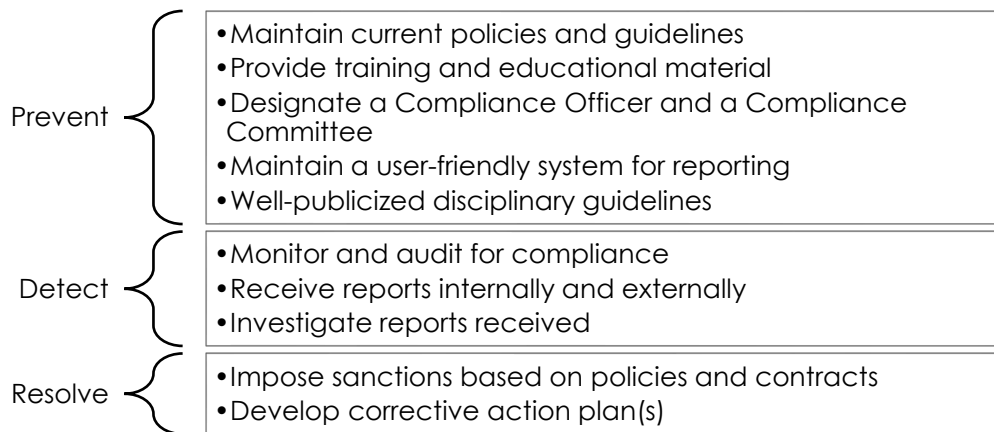 Prevent
•Maintain current policies and guidelines
•Provide training and educational material
•Designate a Compliance Officer and a Compliance
Committee
•Maintain a user-friendly system for reporting
•Well-publicized disciplinary guidelines
Detect
•Monitor and audit for compliance
•Receive reports internally and externally
•Investigate reports received
Resolve
•Impose sanctions based on policies and contracts
•Develop corrective action plan(s)